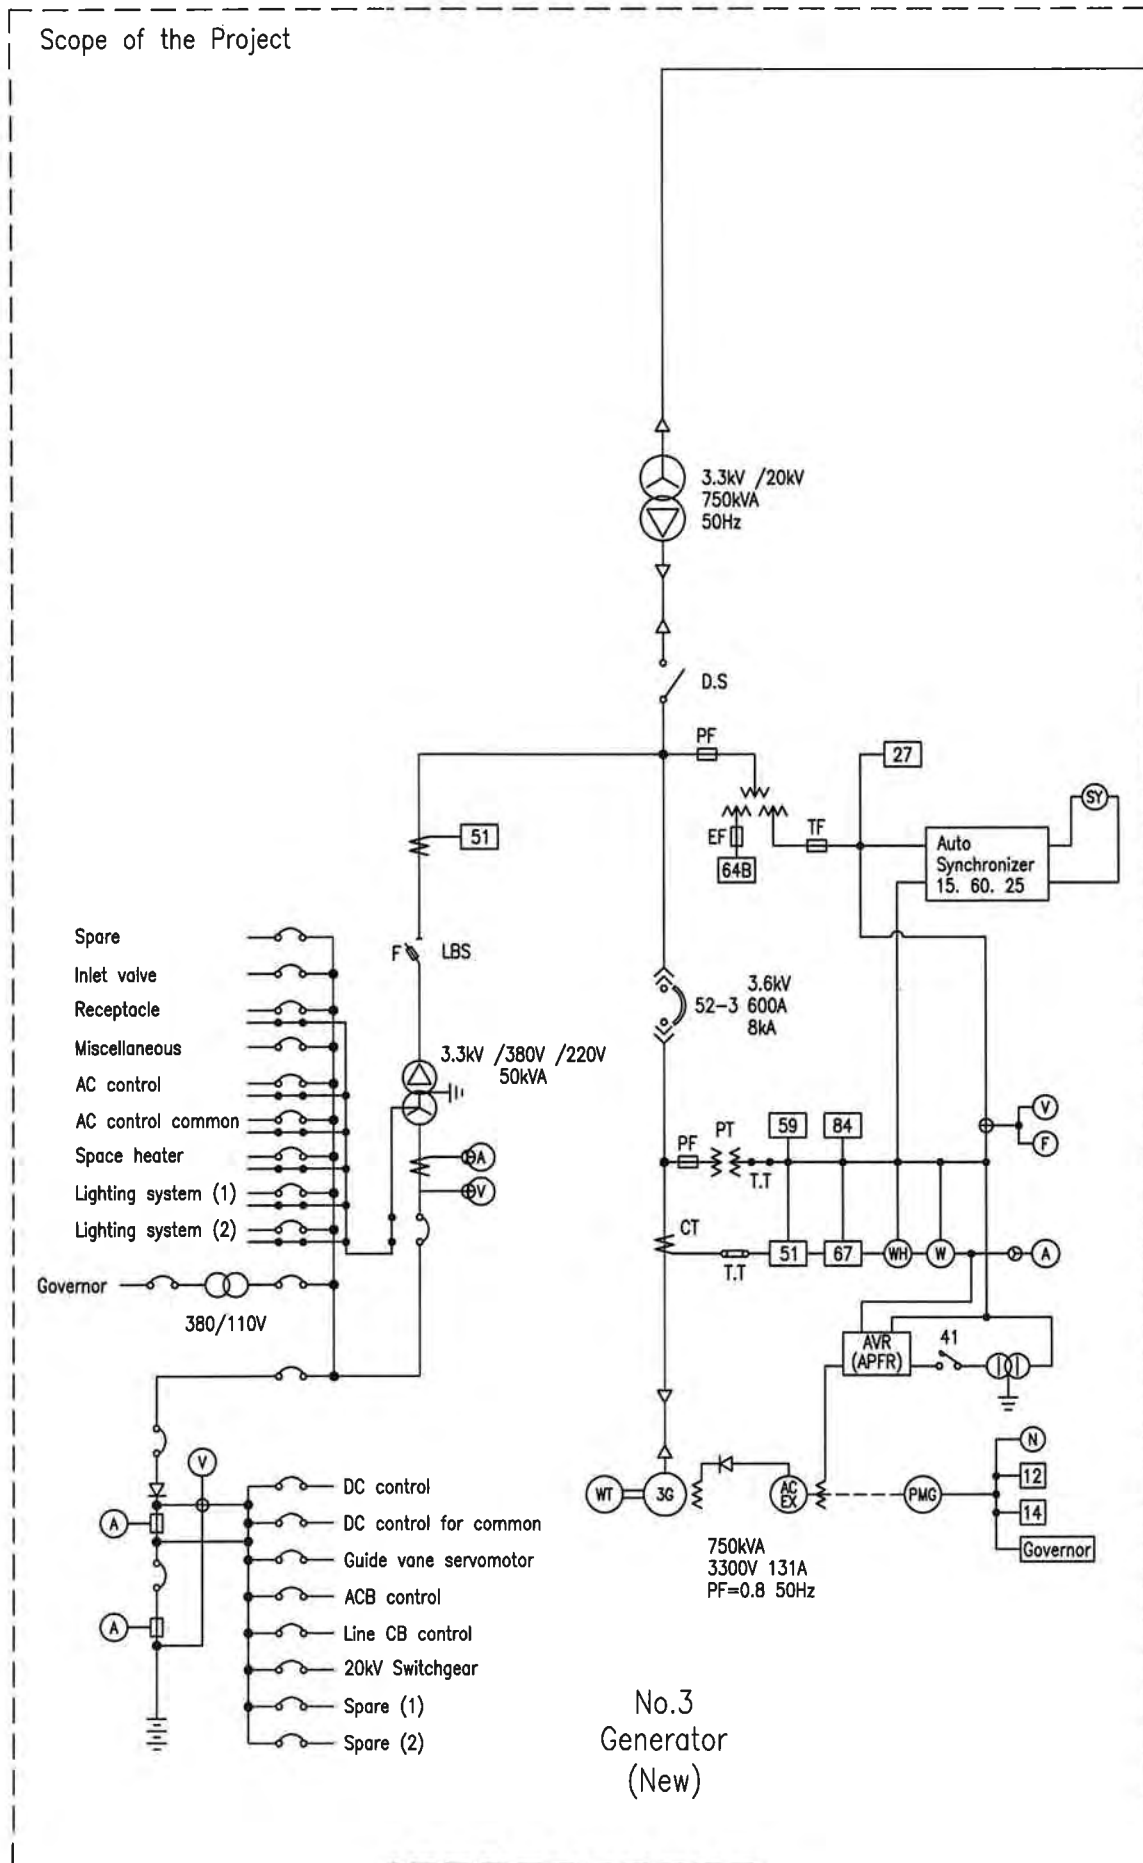 Scope of the Project
3.3kV /20kV
750kVA
50Hz
D.S
PF
27
SY
51
EF
TF
64B
Auto
Synchronizer
15. 60. 25
Spare
F
LBS
Inlet valve
Receptacle
3.6kV
52-3 600A
8kA
Miscellaneous
3.3kV /380V /220V
50kVA
AC control
AC control common
PF
PT
59
84
V
F
Space heater
A
T.T
Lighting system (1)
V
Lighting system (2)
CT
T.T
51
67
WH
W
A
Governor
380/110V
AVR
(APFR)
41
V
N
DC control
WT
3G
AC
EX
PMG
12
A
DC control for common
14
Guide vane servomotor
750kVA
3300V 131A
PF=0.8 50Hz
Governor
ACB control
A
Line CB control
20kV Switchgear
Spare (1)
Spare (2)
No.3
Generator
(New)